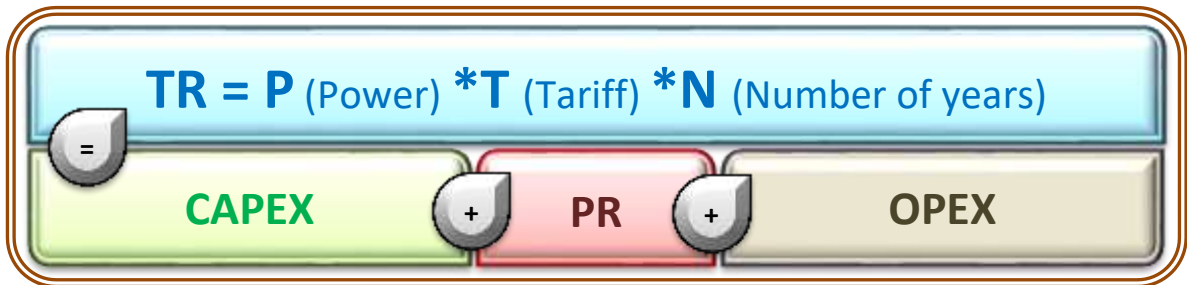 TR = P (Power) *T (Tariff) *N (Number of years)
=
CAPEX + PR + OPEX